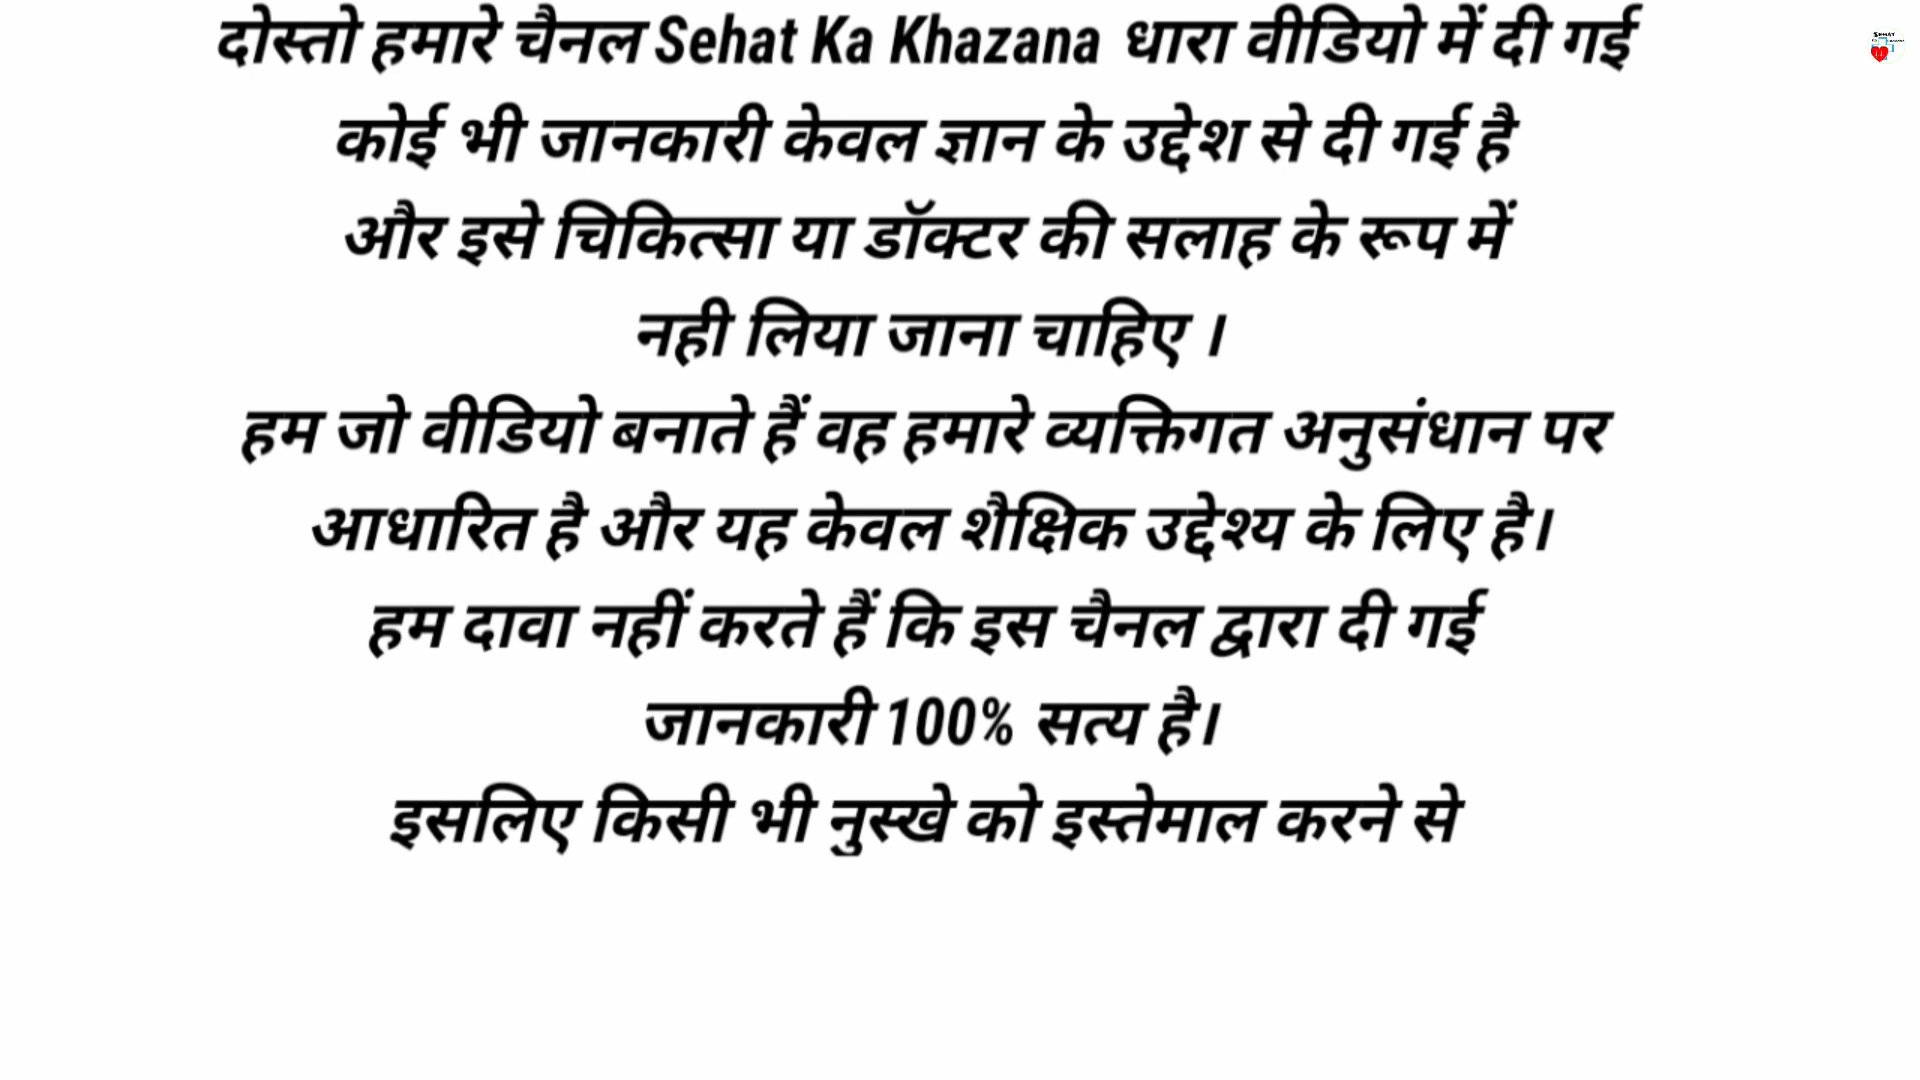 दोस्तो हमारे चैनल Sehat Ka Khazana धारा वीडियो में दी गई
कोई भी जानकारी केवल ज्ञान के उद्देश से दी गई है
और इसे चिकित्सा या डॉक्टर की सलाह के रूप में
नही लिया जाना चाहिए ।
हम जो वीडियो बनाते हैं वह हमारे व्यक्तिगत अनुसंधान पर
आधारित है और यह केवल शैक्षिक उद्देश्य के लिए है।
हम दावा नहीं करते हैं कि इस चैनल द्वारा दी गई
जानकारी 100% सत्य है।
इसलिए किसी भी नुस्खे को इस्तेमाल करने से